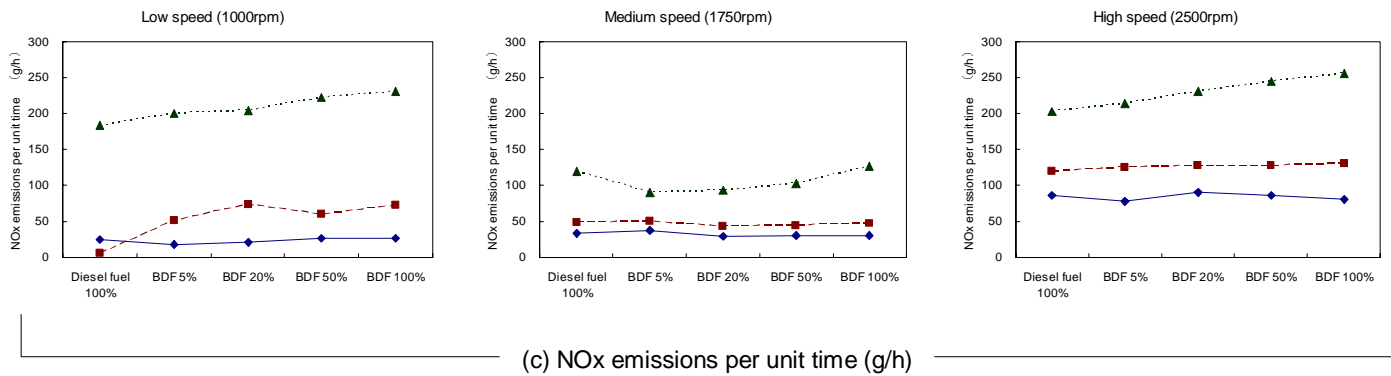 Low speed (1000rpm)
NOx emissions per unit time （g/h)
300
250
200
150
100
50
0
Diesel fuel 100%
BDF 5%
BDF 20%
BDF 50%
BDF 100%
Medium speed (1750rpm)
NOx emissions per unit time （g/h)
300
250
200
150
100
50
0
Diesel fuel 100%
BDF 5%
BDF 20%
BDF 50%
BDF 100%
High speed (2500rpm)
NOx emissions per unit time （g/h)
300
250
200
150
100
50
0
Diesel fuel 100%
BDF 5%
BDF 20%
BDF 50%
BDF 100%
(c) NOx emissions per unit time (g/h)